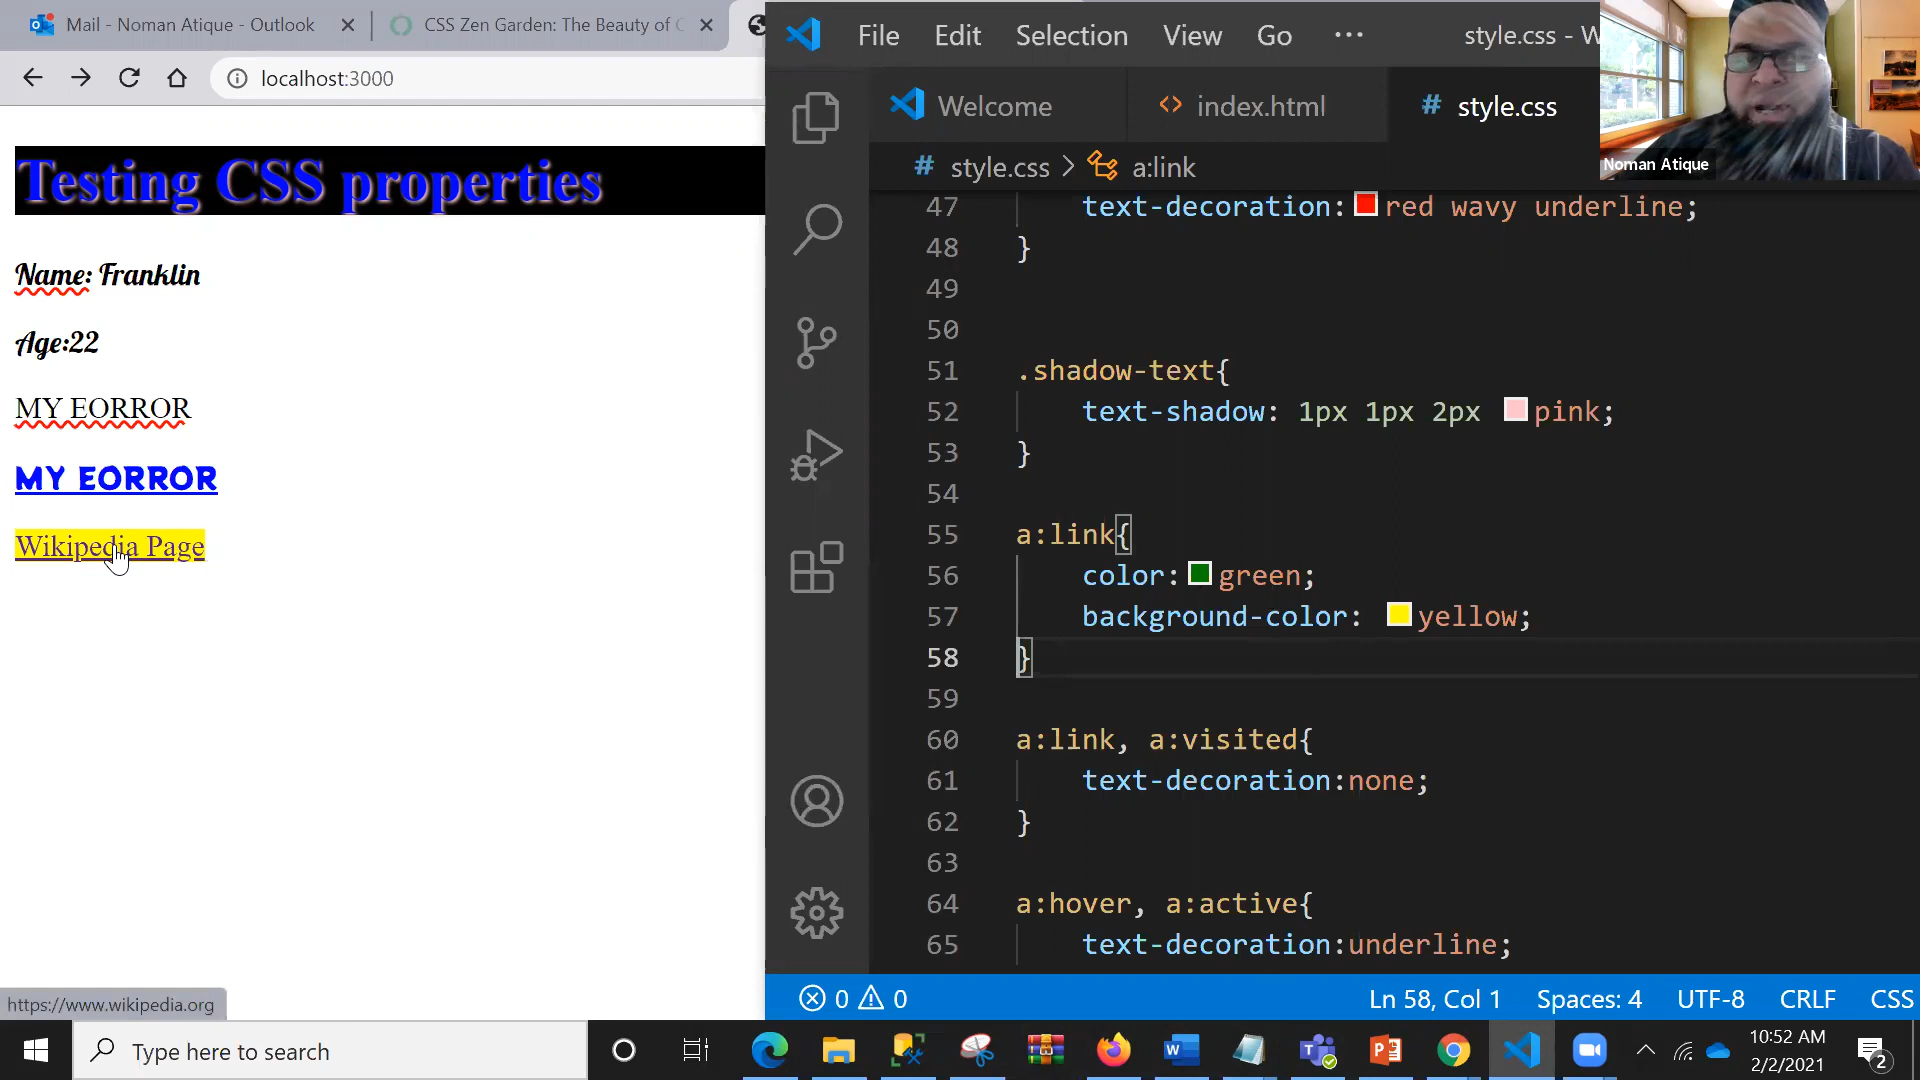 Mail - Noman Atique - Outlook
CSS Zen Garden: The Beauty of C
File Edit Selection View Go ··· style.css - W
localhost:3000
Welcome
index.html
style.css
Noman Atique
style.css > a:link
Testing CSS properties
Name: Franklin
Age:22
MY EORROR
MY EORROR
Wikipedia Page
47 text-decoration: red wavy underline;
48 }
49
50
51 .shadow-text{
52 text-shadow: 1px 1px 2px pink;
53 }
54
55 a:link{
56 color: green;
57 background-color: yellow;
58 }
59
60 a:link, a:visited{
61 text-decoration:none;
62 }
63
64 a:hover, a:active{
65 text-decoration:underline;
https://www.wikipedia.org
0 0 Ln 58, Col 1 Spaces: 4 UTF-8 CRLF CSS
Type here to search
10:52 AM
2/2/2021
2